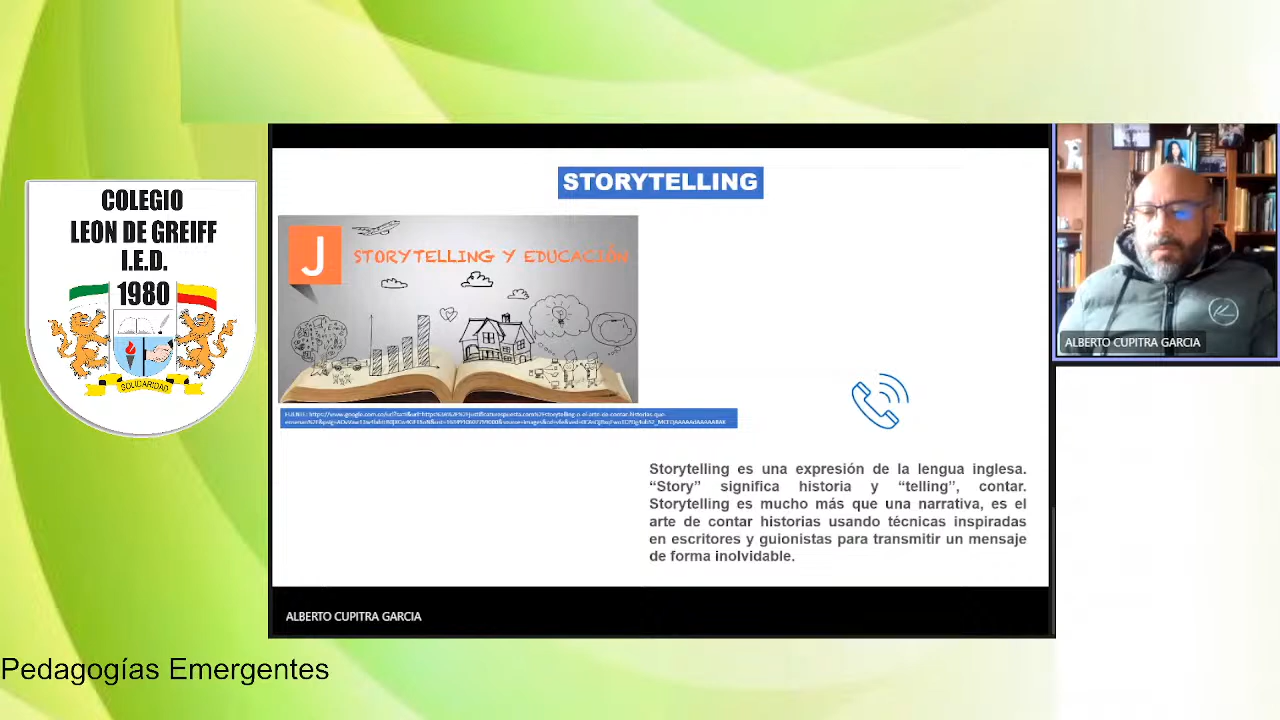 COLEGIO
LEON DE GREIFF
I.E.D.
1980
SOLIDARIDAD
STORYTELLING
J
STORYTELLING Y EDUCACIÓN
Storytelling es una expresión de la lengua inglesa.
“Story” significa historia y “telling”, contar.
Storytelling es mucho más que una narrativa, es el
arte de contar historias usando técnicas inspiradas
en escritores y guionistas para transmitir un mensaje
de forma inolvidable.
ALBERTO CUPITRA GARCIA
ALBERTO CUPITRA GARCIA
Pedagogías Emergentes